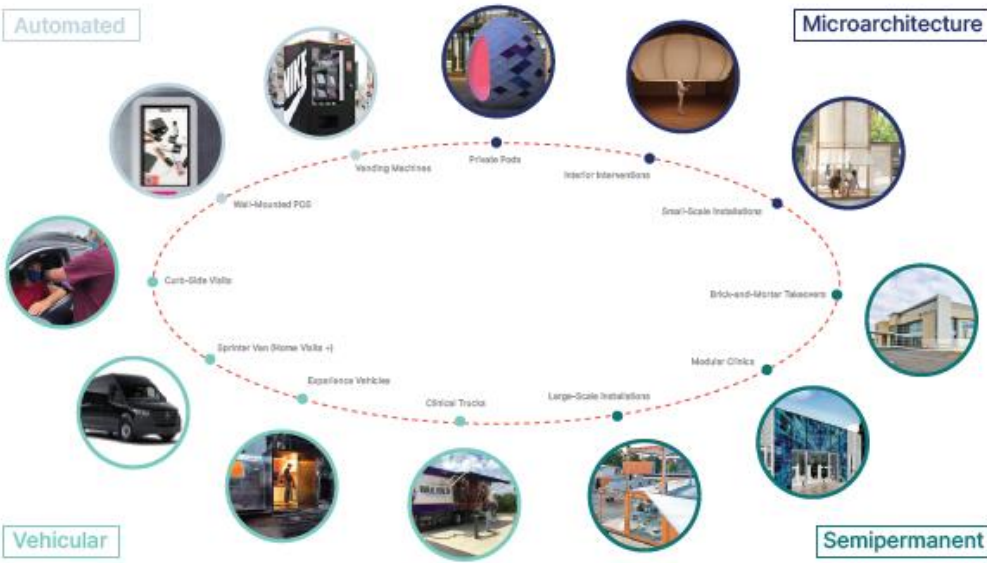 Automated
Microarchitecture
NIKE
Private Pods
Vending Machines
Interior Interventions
Wall-Mounted POS
Small-Scale Installations
Curb-Side Visits
Brick-and-Mortar Takeovers
Sprinter Van (Home Visits +)
Modular Clinics
Experience Vehicles
Large-Scale Installations
Clinical Trucks
Vehicular
Semipermanent